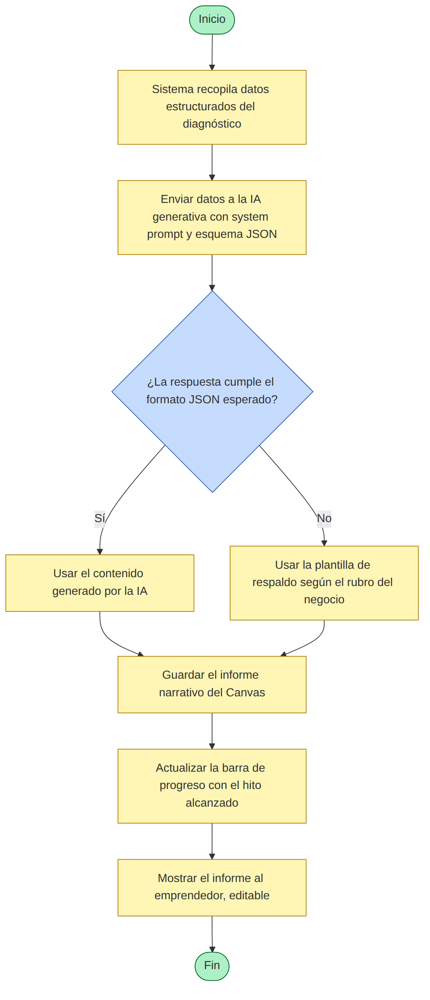 Inicio
Sistema recopila datos
estructurados del
diagnóstico
Enviar datos a la IA
generativa con system
prompt y esquema JSON
¿La respuesta cumple el
formato JSON esperado?
Sí
No
Usar el contenido
generado por la IA
Usar la plantilla de
respaldo según el rubro del
negocio
Guardar el informe
narrativo del Canvas
Actualizar la barra de
progreso con el hito
alcanzado
Mostrar el informe al
emprendedor, editable
Fin